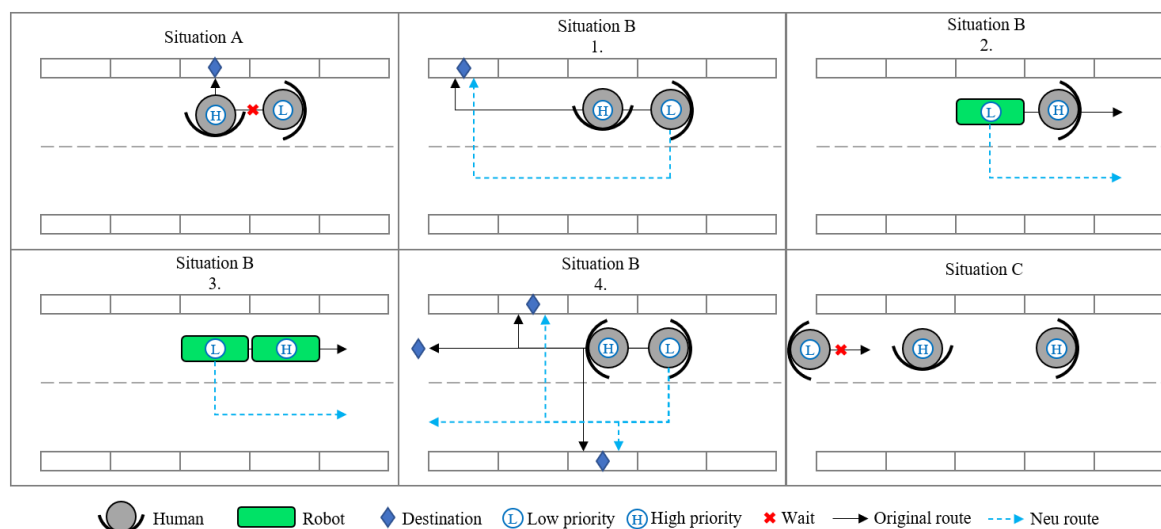 Situation A
H
L
Situation B
1.
H
L
Situation B
2.
L
H
Situation B
3.
L
H
Situation B
4.
H
L
Situation C
L
H
H
Human
Robot
Destination
L Low priority
H High priority
Wait
Original route
Neu route